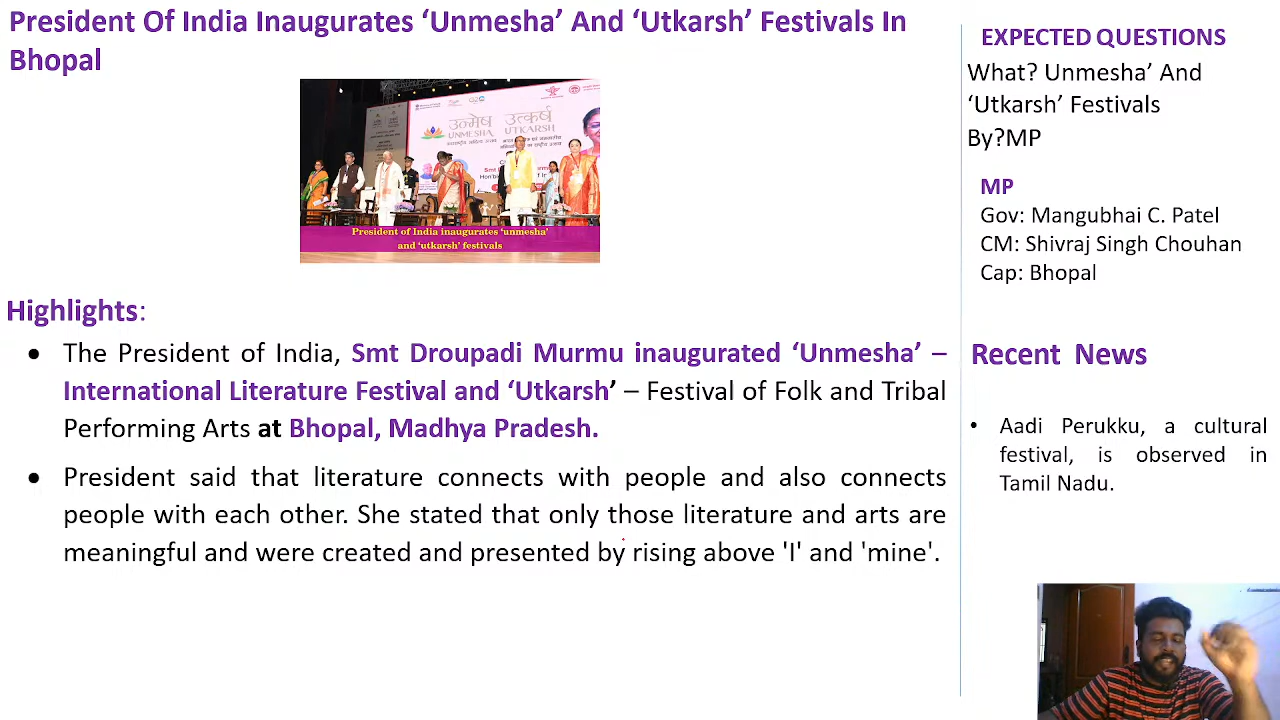 President Of India Inaugurates ‘Unmesha’ And ‘Utkarsh’ Festivals In
Bhopal
उन्मेष उत्कर्ष
UNMESHA UTKARSH
President of India inaugurates ‘unmesha’
and ‘utkarsh’ festivals
Highlights:
• The President of India, Smt Droupadi Murmu inaugurated ‘Unmesha’ –
International Literature Festival and ‘Utkarsh’ – Festival of Folk and Tribal
Performing Arts at Bhopal, Madhya Pradesh.
• President said that literature connects with people and also connects
people with each other. She stated that only those literature and arts are
meaningful and were created and presented by rising above 'I' and 'mine'.
EXPECTED QUESTIONS
What? Unmesha’ And
‘Utkarsh’ Festivals
By?MP
MP
Gov: Mangubhai C. Patel
CM: Shivraj Singh Chouhan
Cap: Bhopal
Recent News
• Aadi Perukku, a cultural
festival, is observed in
Tamil Nadu.